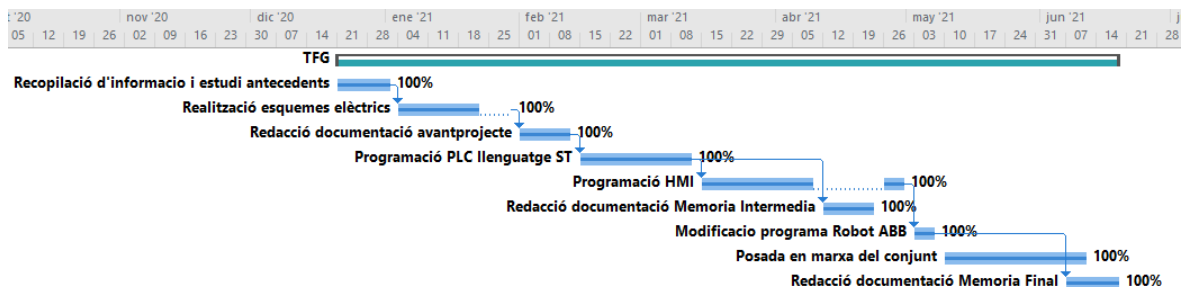 t '20 nov '20 dic '20 ene '21 feb '21 mar '21 abr '21 may '21 jun '21 j
05 12 19 26 02 09 16 23 30 07 14 21 28 04 11 18 25 01 08 15 22 01 08 15 22 29 05 12 19 26 03 10 17 24 31 07 14 21 28
TFG
Recopilació d'informacio i estudi antecedents 100%
Realització esquemes elèctrics 100%
Redacció documentació avantprojecte 100%
Programació PLC llenguatge ST 100%
Programació HMI 100%
Redacció documentació Memoria Intermedia 100%
Modificacio programa Robot ABB 100%
Posada en marxa del conjunt 100%
Redacció documentació Memoria Final 100%